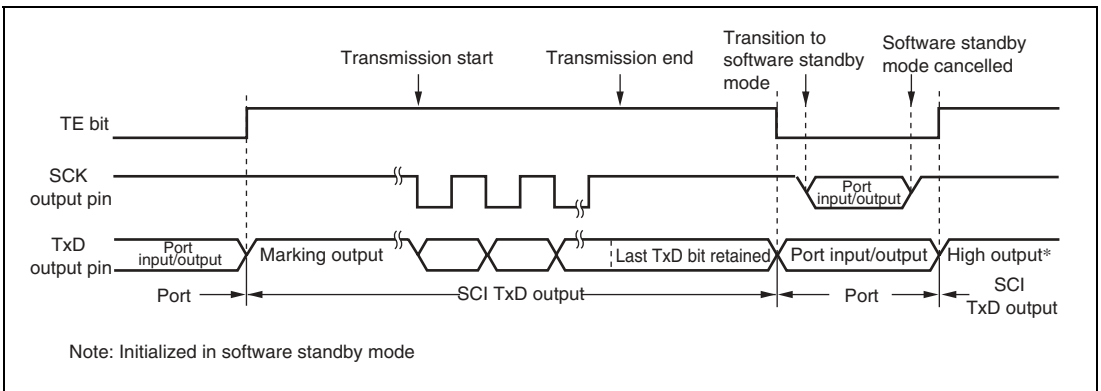 Transmission start
Transmission end
Transition to
software standby
mode
Software standby
mode cancelled
TE bit
SCK
output pin
Port
input/output
TxD
output pin
Port
input/output
Marking output
Last TxD bit retained
Port input/output
High output*
Port
SCI TxD output
Port
SCI
TxD output
Note: Initialized in software standby mode